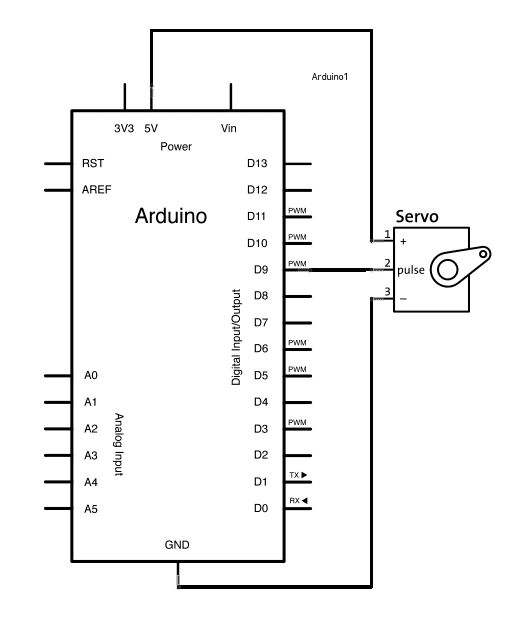 Arduino1
3V3 5V Vin
Power
RST
AREF
Arduino
D13
D12
D11 PWM
D10 PWM
D9 PWM
D8
D7
D6 PWM
D5 PWM
D4
D3 PWM
D2
D1 TX
D0 RX
Digital Input/Output
A0
A1
A2
A3
A4
A5
Analog Input
GND
Servo
1 +
2 pulse
3 −